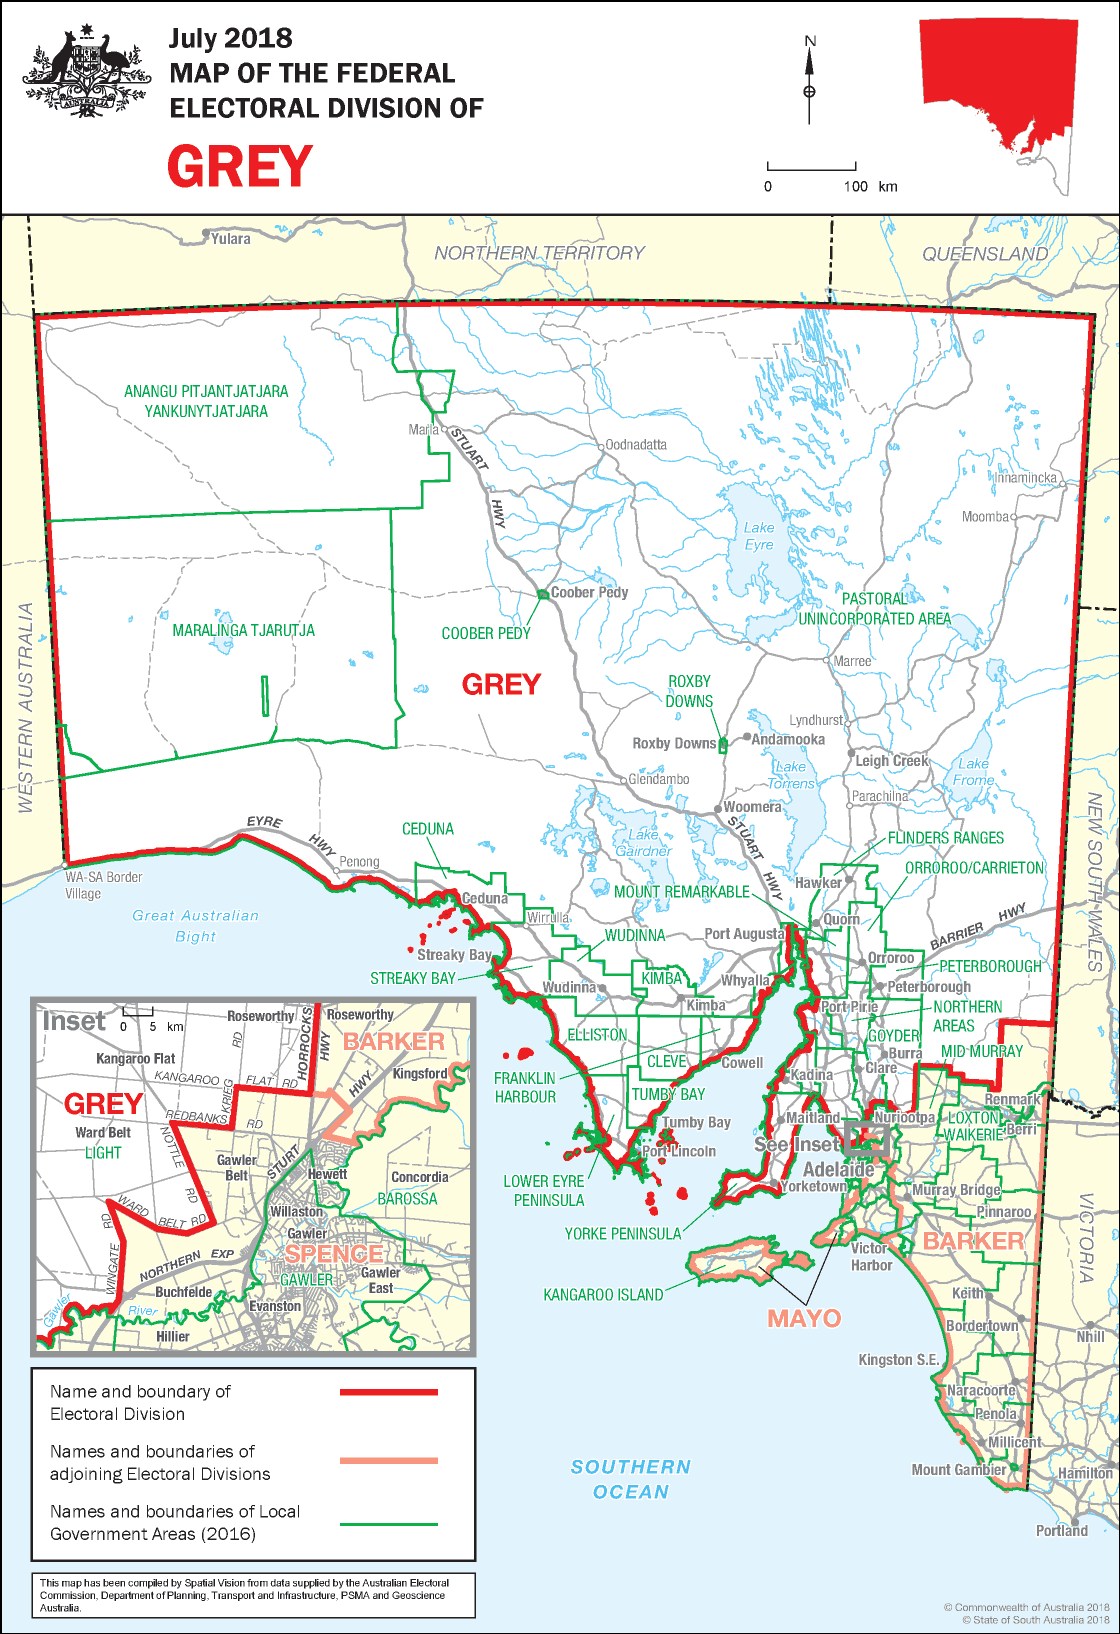 July 2018
MAP OF THE FEDERAL
ELECTORAL DIVISION OF
GREY
AUSTRALIA
N
0 100 km
Yulara
NORTHERN TERRITORY
QUEENSLAND
ANANGU PITJANTJATJARA
YANKUNYTJATJARA
Marla
STUART
HWY
Oodnadatta
Innamincka
Moomba
Lake
Eyre
Coober Pedy
COOBER PEDY
PASTORAL
UNINCORPORATED AREA
MARALINGA TJARUTJA
WESTERN AUSTRALIA
GREY
Marree
ROXBY
DOWNS
Lyndhurst
Roxby Downs
Andamooka
Leigh Creek
Lake
Torrens
Lake
Frome
Glendambo
Parachilna
Woomera
NEW SOUTH WALES
EYRE
HWY
CEDUNA
Lake
Gairdner
STUART
HWY
FLINDERS RANGES
Penong
WA-SA Border
Village
ORROROO/CARRIETON
Hawker
MOUNT REMARKABLE
Ceduna
Great Australian
Bight
Wirrulla
Quorn
BARRIER HWY
WUDINNA
Port Augusta
Streaky Bay
STREAKY BAY
Orroroo
PETERBOROUGH
KIMBA
Whyalla
Wudinna
Peterborough
Kimba
Port Pirie
NORTHERN
AREAS
ELLISTON
GOYDER
CLEVE
Cowell
Burra
MID MURRAY
Clare
FRANKLIN
HARBOUR
Kadina
TUMBY BAY
Renmark
Tumby Bay
Maitland
Nuriootpa
LOXTON
WAIKERIE
Berri
See Inset
Port Lincoln
Adelaide
LOWER EYRE
PENINSULA
Yorketown
Murray Bridge
Pinnaroo
YORKE PENINSULA
BARKER
Victor
Harbor
VICTORIA
KANGAROO ISLAND
MAYO
Keith
Bordertown
Nhill
Kingston S.E.
Naracoorte
Penola
Millicent
Mount Gambier
Hamilton
Portland
SOUTHERN
OCEAN
Inset
0 5 km
Roseworthy
Roseworthy
HORROCKS
HWY
BARKER
RD
Kangaroo Flat
KANGAROO FLAT RD
HWY
Kingsford
GREY
KRIEG
REDBANKS RD
Ward Belt
NOTTLE
RD
LIGHT
Gawler
Belt
STURT
Hewett
Concordia
BAROSSA
WARD BELT RD
Willaston
Gawler
WINGATE
RD
NORTHERN EXP
SPENCE
GAWLER
Gawler
East
Buchfelde
Gawler
River
Evanston
Hillier
Name and boundary of
Electoral Division
Names and boundaries of
adjoining Electoral Divisions
Names and boundaries of Local
Government Areas (2016)
This map has been compiled by Spatial Vision from data supplied by the Australian Electoral
Commission, Department of Planning, Transport and Infrastructure, PSMA and Geoscience
Australia.
© Commonwealth of Australia 2018
© State of South Australia 2018